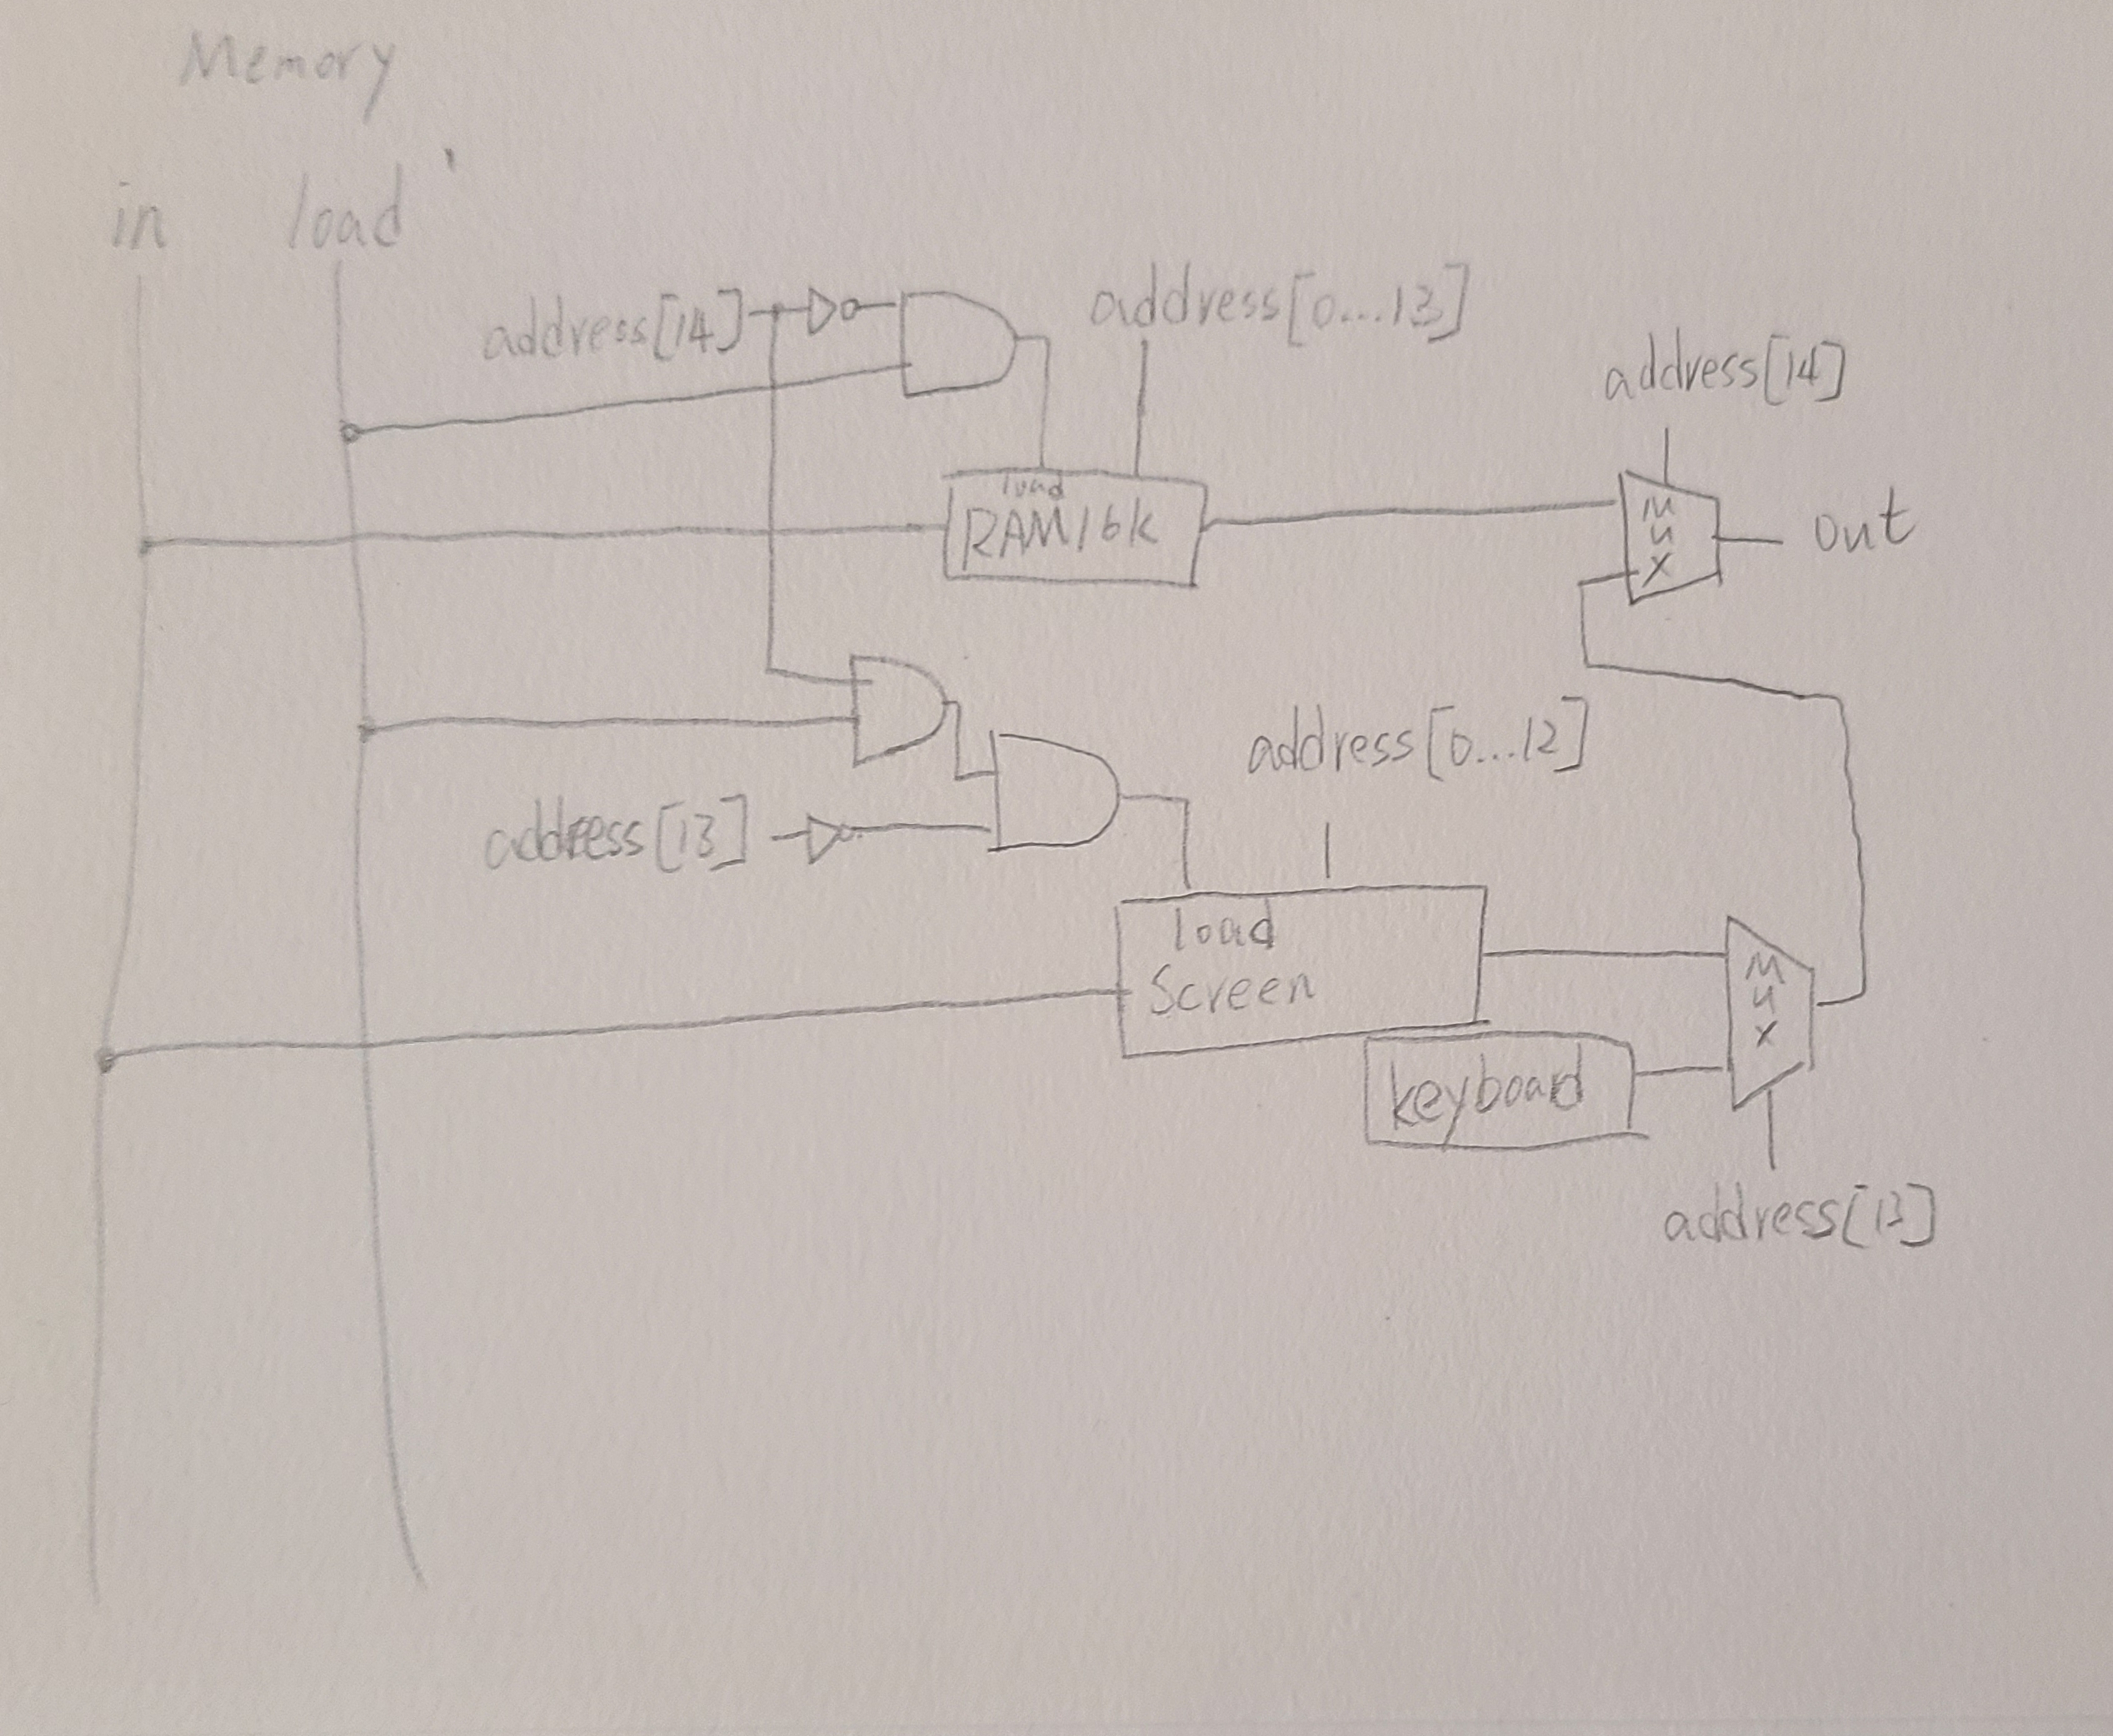 Memory
in load
address[14]
address[0...13]
address[14]
load
RAM16k
Mux
out
address[0...12]
address[13]
load
Screen
Mux
keyboard
address[13]